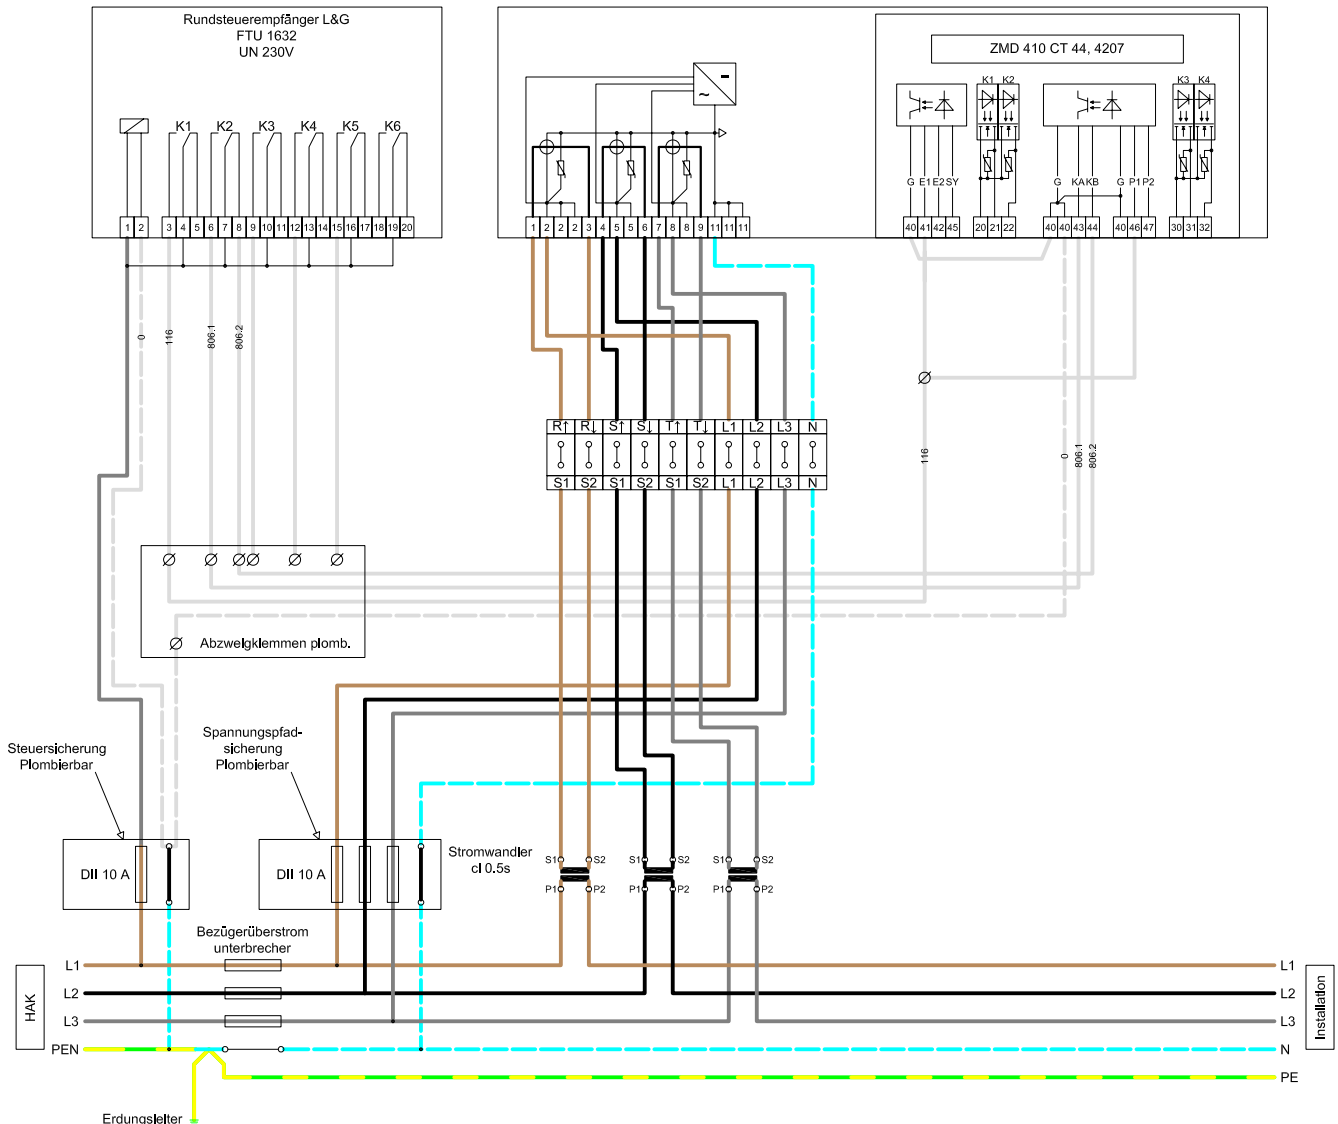 Rundsteuerempfänger L&G
FTU 1632
UN 230V
K1 K2 K3 K4 K5 K6
1 2 3 4 5 6 7 8 9 10 11 12 13 14 15 16 17 18 19 20
0
116
806.1
806.2
ZMD 410 CT 44, 4207
K1 K2
K3 K4
G E1 E2 SY
G KA KB G P1 P2
1 2 2 2 3 4 5 5 6 7 8 8 9 11 11 11
40 41 42 45 20 21 22 40 40 43 44 40 46 47 30 31 32
R↑ R↓ S↑ S↓ T↑ T↓ L1 L2 L3 N
S1 S2 S1 S2 S1 S2 L1 L2 L3 N
116
0
806.1
806.2
Abzweigklemmen plomb.
Steuersicherung
Plombierbar
Spannungspfad-
sicherung
Plombierbar
DII 10 A
DII 10 A
Stromwandler
cl 0.5s
S1 S2 S1 S2 S1 S2
P1 P2 P1 P2 P1 P2
Bezügerüberstrom
unterbrecher
HAK
L1
L2
L3
PEN
L1
L2
L3
N
PE
Installation
Erdungsleiter